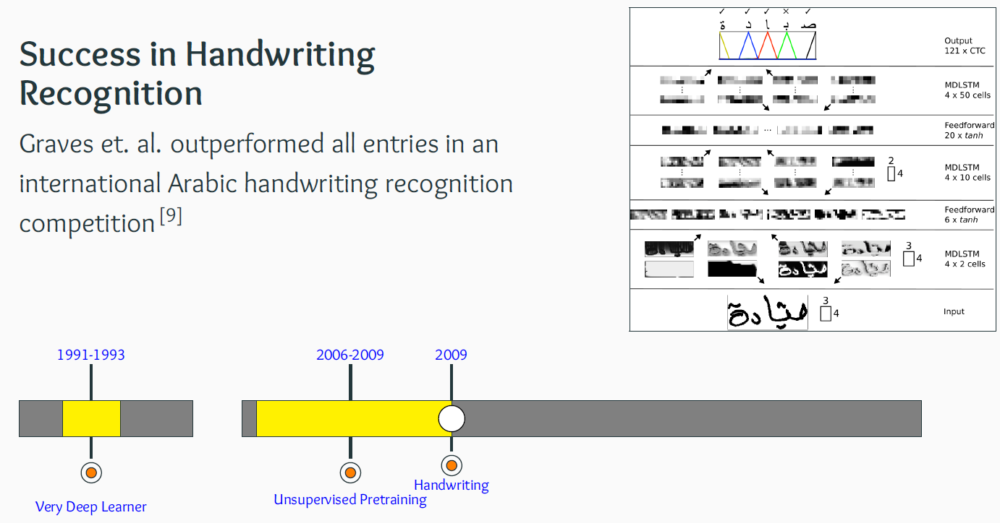 Success in Handwriting
Recognition
Graves et. al. outperformed all entries in an
international Arabic handwriting recognition
competition [9]
✓ ✓ ✓ × ✓
صـ بـ ا د ة
Output
121 x CTC
MDLSTM
4 x 50 cells
...
Feedforward
20 x tanh
2
4
MDLSTM
4 x 10 cells
Feedforward
6 x tanh
3
4
MDLSTM
4 x 2 cells
3
4
Input
1991-1993
2006-2009
2009
Handwriting
Unsupervised Pretraining
Very Deep Learner